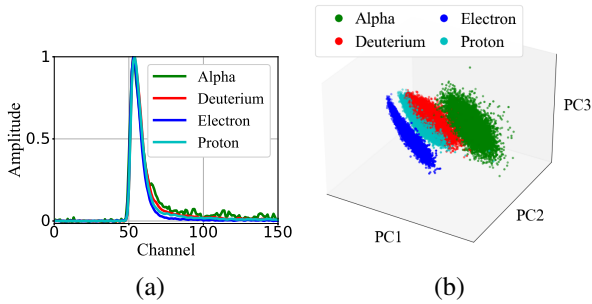 Alpha
Deuterium
Electron
Proton
Amplitude
1
0.5
0
0
50
100
150
Channel
(a)
Alpha
Electron
Deuterium
Proton
PC1
PC2
PC3
(b)